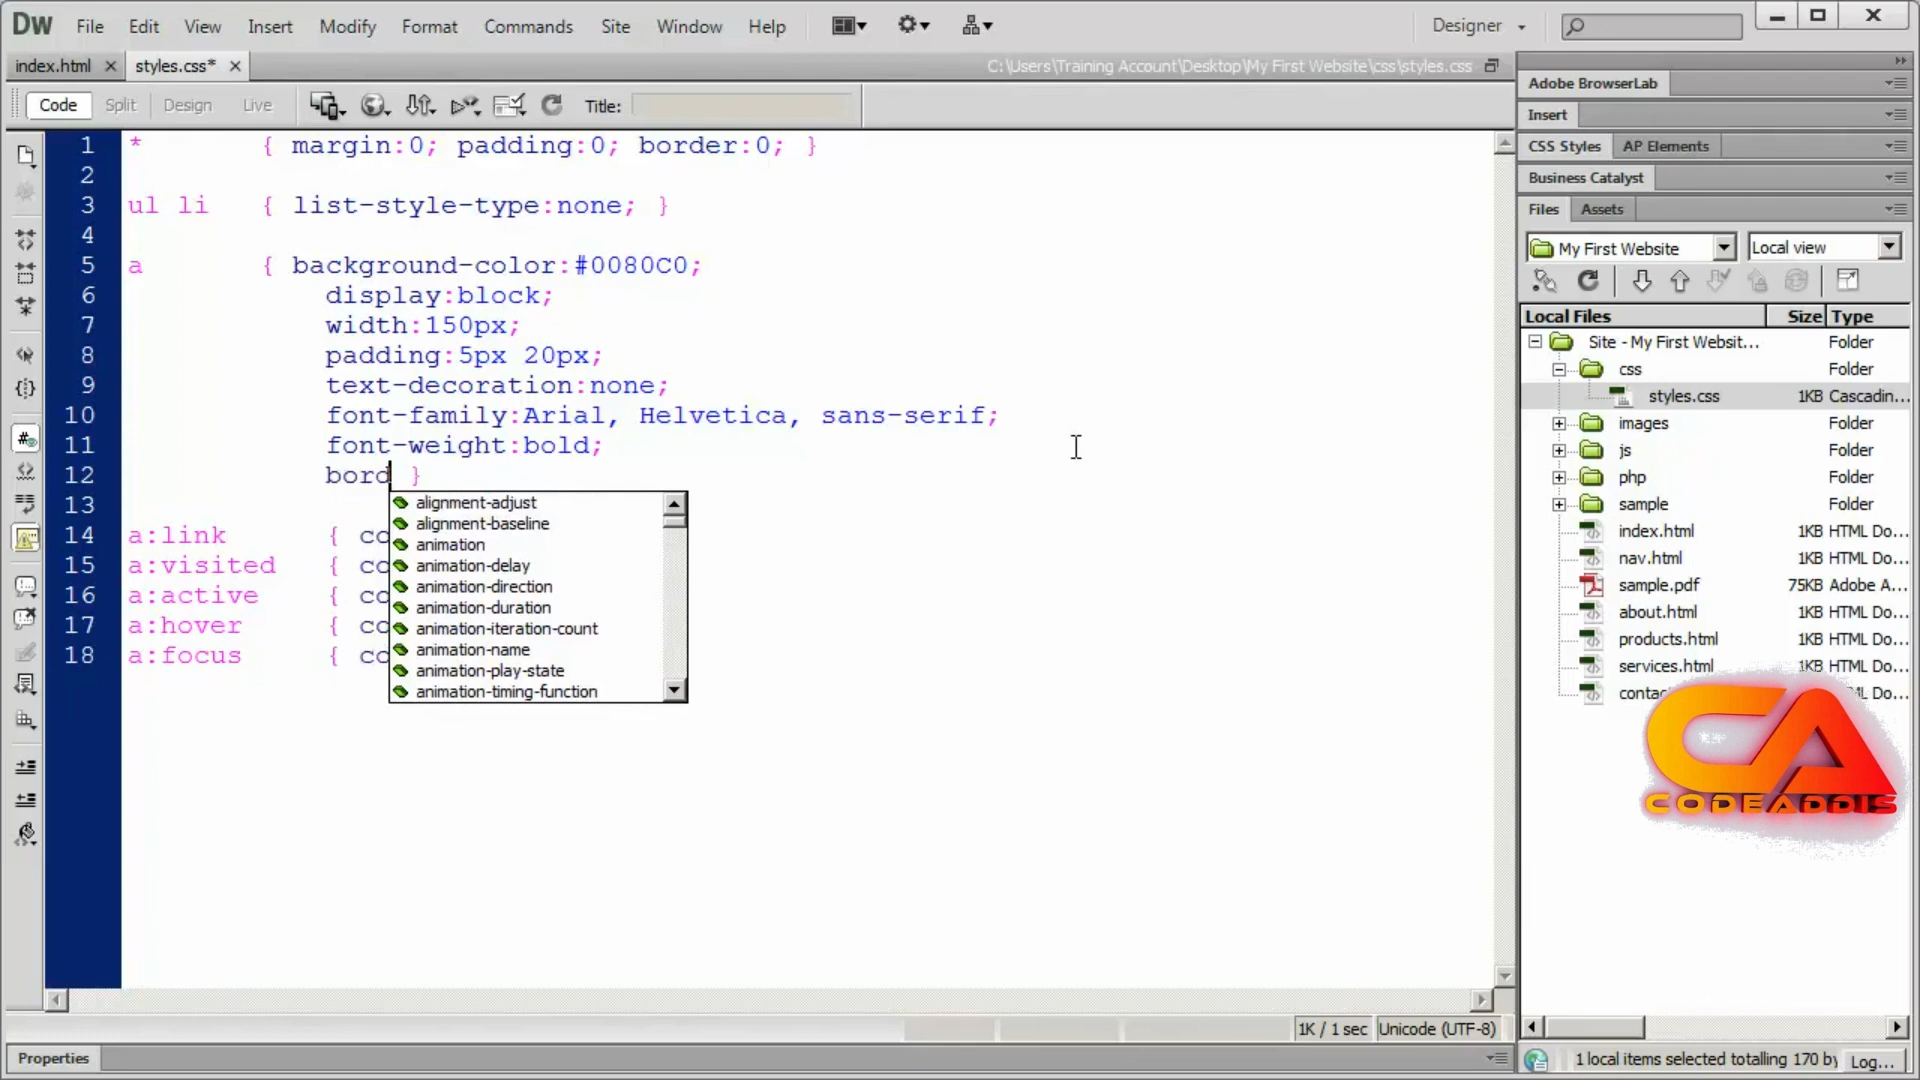 DW File Edit View Insert Modify Format Commands Site Window Help Designer
index.html styles.css* C:\Users\Training Account\Desktop\My First Website\css\styles.css
Code Split Design Live Title:
1 * { margin:0; padding:0; border:0; }
2
3 ul li { list-style-type:none; }
4
5 a { background-color:#0080C0;
6 display:block;
7 width:150px;
8 padding:5px 20px;
9 text-decoration:none;
10 font-family:Arial, Helvetica, sans-serif;
11 font-weight:bold;
12 bord }
13
14 a:link { co
15 a:visited { co
16 a:active { co
17 a:hover { co
18 a:focus { co
alignment-adjust
alignment-baseline
animation
animation-delay
animation-direction
animation-duration
animation-iteration-count
animation-name
animation-play-state
animation-timing-function
1K / 1 sec Unicode (UTF-8)
Properties
Adobe BrowserLab
Insert
CSS Styles AP Elements
Business Catalyst
Files Assets
My First Website Local view
Local Files Size Type
Site - My First Websit... Folder
css Folder
styles.css 1KB Cascadin...
images Folder
js Folder
php Folder
sample Folder
index.html 1KB HTML Do...
nav.html 1KB HTML Do...
sample.pdf 75KB Adobe A...
about.html 1KB HTML Do...
products.html 1KB HTML Do...
services.html 1KB HTML Do...
CA
CODEADDIS
1 local items selected totalling 170 by Log...